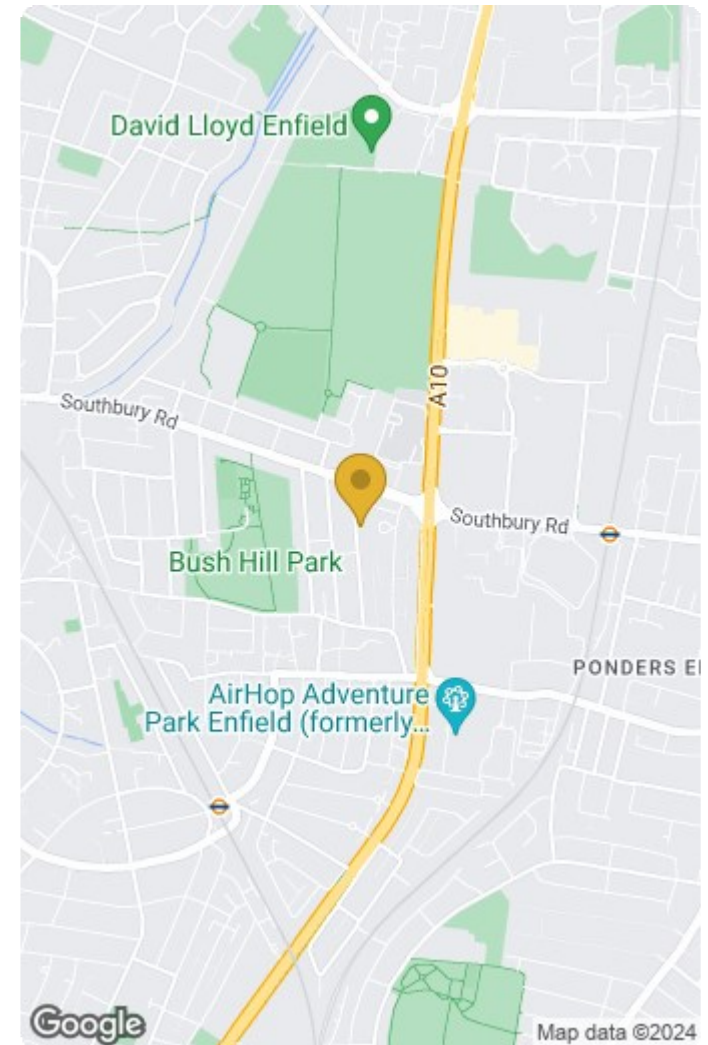 David Lloyd Enfield
A10
Southbury Rd
Southbury Rd
Bush Hill Park
PONDERS E
AirHop Adventure
Park Enfield (formerly...
Google
Map data ©2024